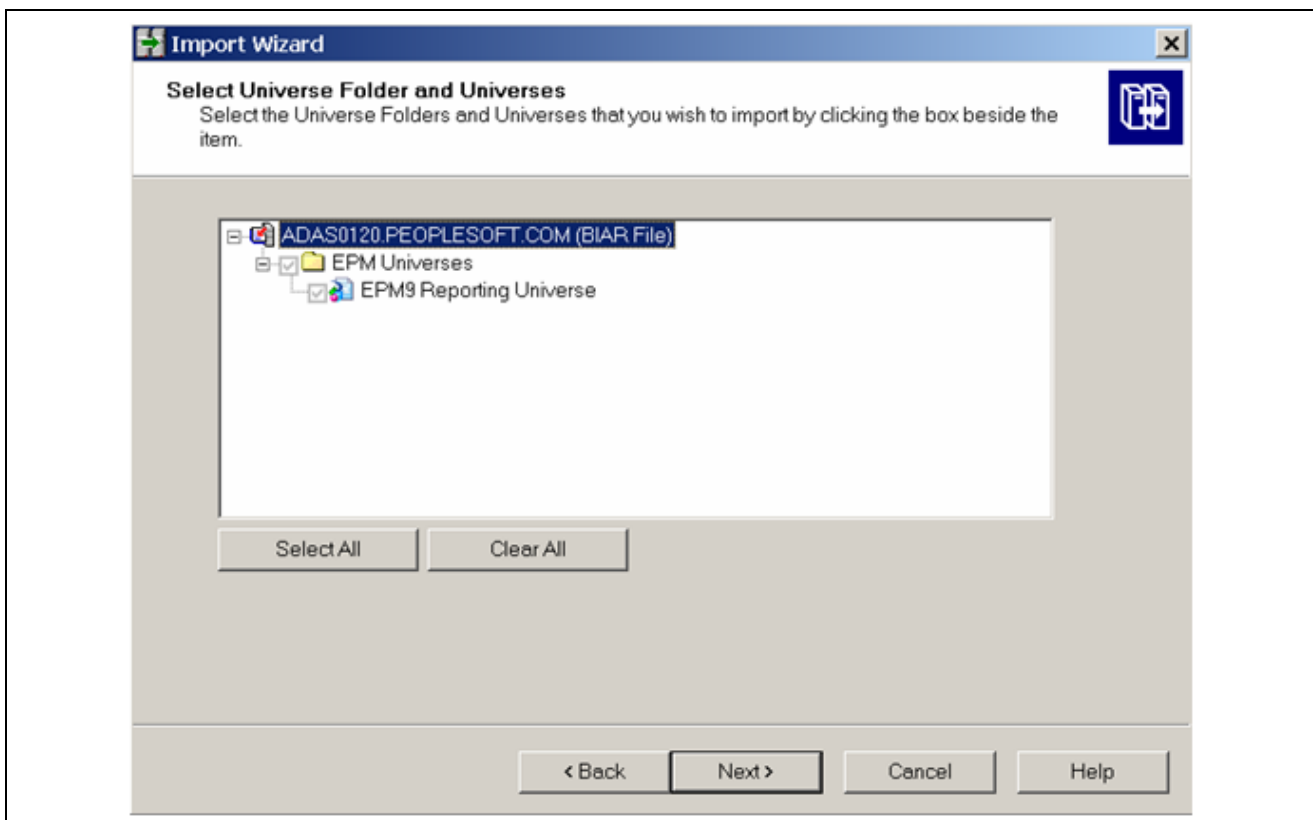 Import Wizard
Select Universe Folder and Universes
Select the Universe Folders and Universes that you wish to import by clicking the box beside the
item.
ADAS0120.PEOPLESOFT.COM (BIAR File)
EPM Universes
EPM9 Reporting Universe
Select All Clear All
< Back Next > Cancel Help